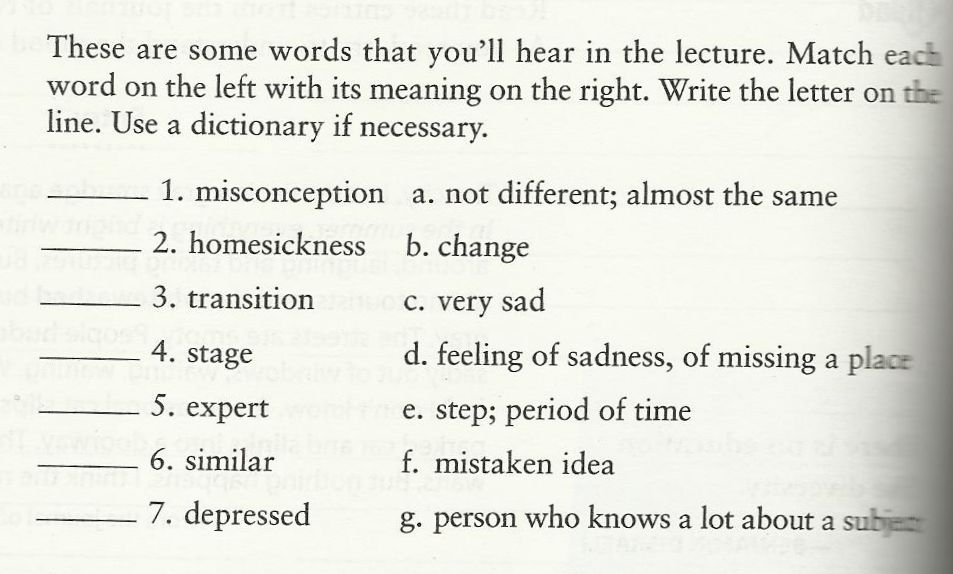 These are some words that you'll hear in the lecture. Match each
word on the left with its meaning on the right. Write the letter on the
line. Use a dictionary if necessary.
1. misconception a. not different; almost the same
2. homesickness b. change
3. transition c. very sad
4. stage d. feeling of sadness, of missing a place
5. expert e. step; period of time
6. similar f. mistaken idea
7. depressed g. person who knows a lot about a subject